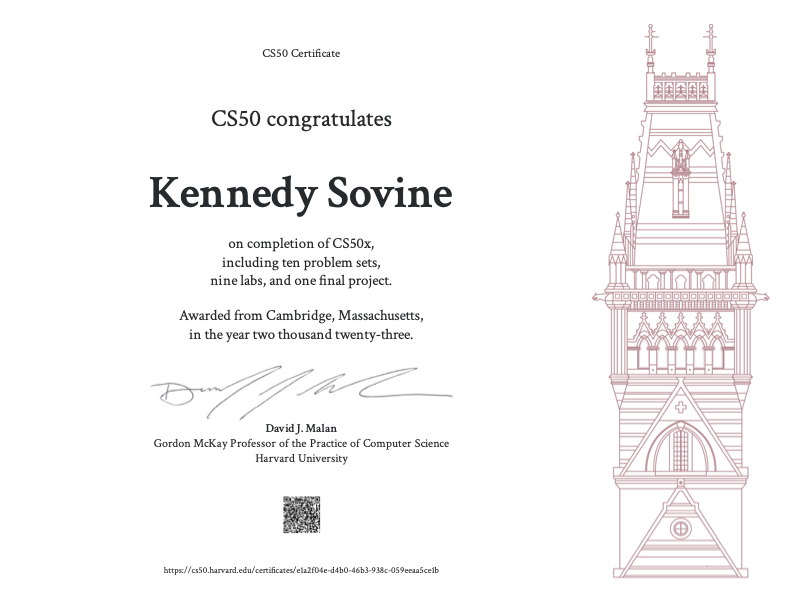 CS50 Certificate
CS50 congratulates
Kennedy Sovine
on completion of CS50x,
including ten problem sets,
nine labs, and one final project.
Awarded from Cambridge, Massachusetts,
in the year two thousand twenty-three.
David J. Malan
Gordon McKay Professor of the Practice of Computer Science
Harvard University
https://cs50.harvard.edu/certificates/e1a2f04e-d4b0-46b3-938c-059eeaa5ce1b